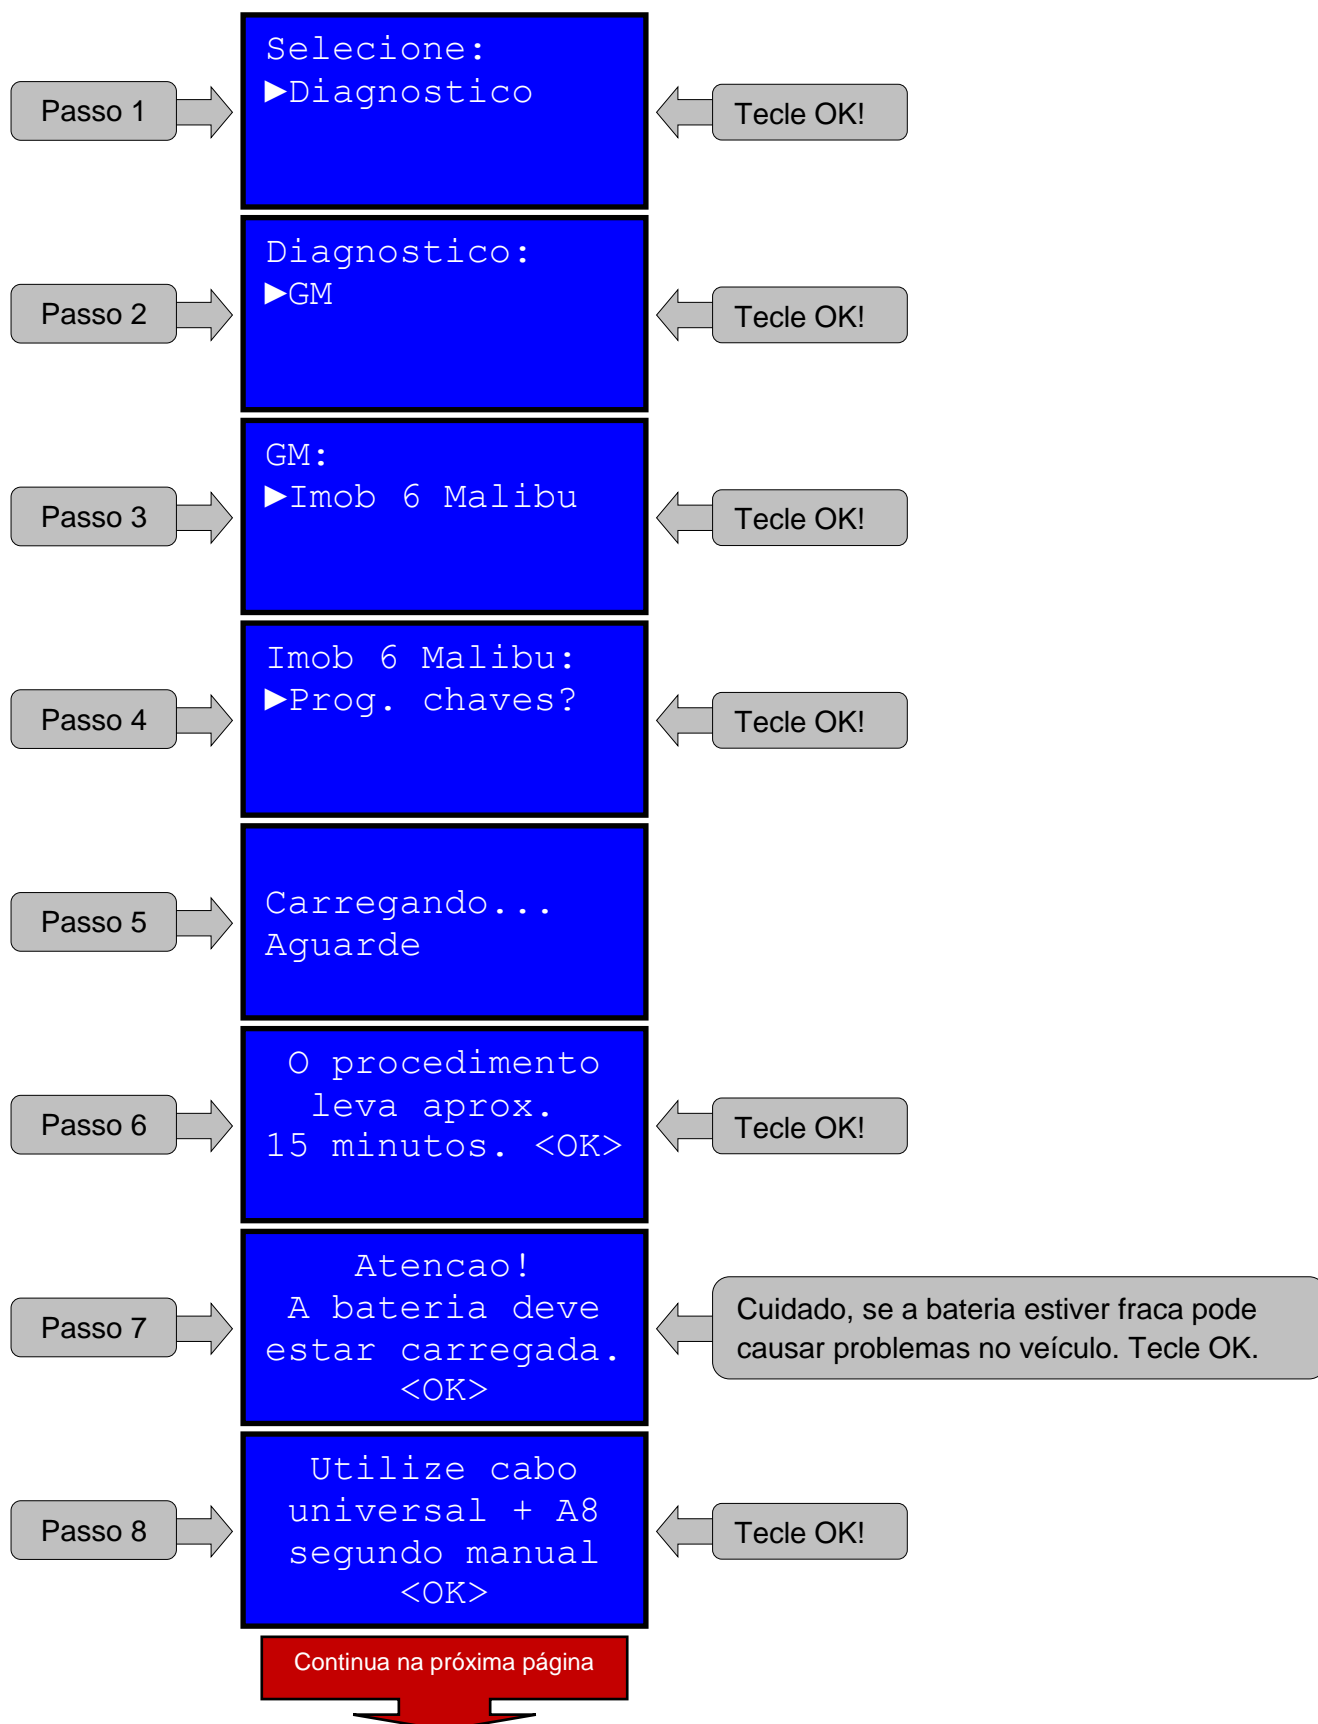 Passo 1
Selecione:
►Diagnostico
Tecle OK!
Passo 2
Diagnostico:
►GM
Tecle OK!
Passo 3
GM:
►Imob 6 Malibu
Tecle OK!
Passo 4
Imob 6 Malibu:
►Prog. chaves?
Tecle OK!
Passo 5
Carregando...
Aguarde
Passo 6
O procedimento
leva aprox.
15 minutos. <OK>
Tecle OK!
Passo 7
Atencao!
A bateria deve
estar carregada.
<OK>
Cuidado, se a bateria estiver fraca pode
causar problemas no veículo. Tecle OK.
Passo 8
Utilize cabo
universal + A8
segundo manual
<OK>
Tecle OK!
Continua na próxima página